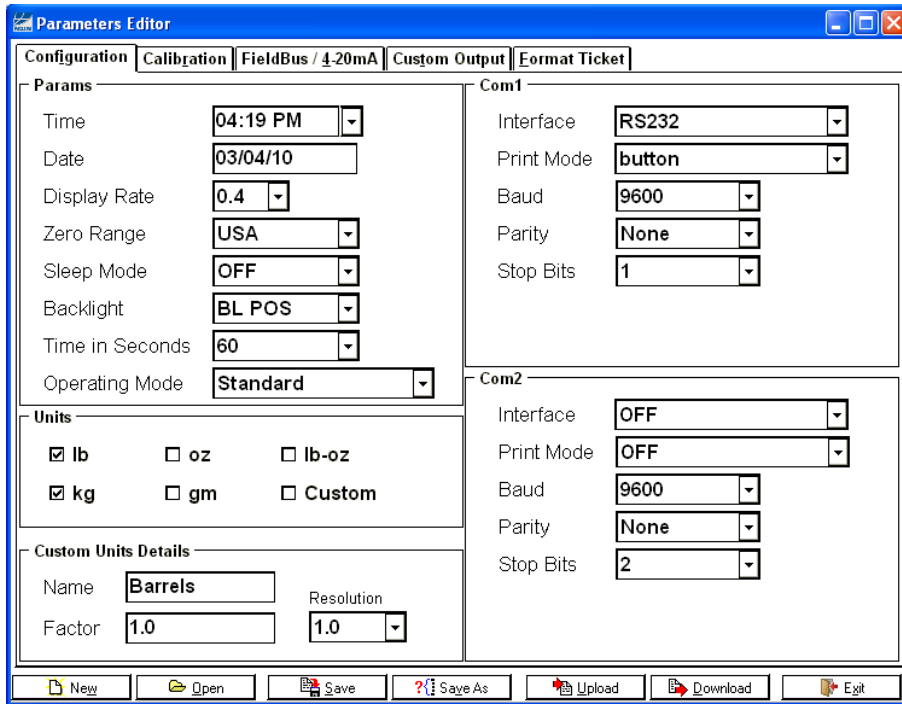 Parameters Editor
Configuration Calibration FieldBus / 4-20mA Custom Output Format Ticket
Params
Time 04:19 PM
Date 03/04/10
Display Rate 0.4
Zero Range USA
Sleep Mode OFF
Backlight BL POS
Time in Seconds 60
Operating Mode Standard
Units
lb oz lb-oz
kg gm Custom
Custom Units Details
Name Barrels
Resolution
Factor 1.0 1.0
Com1
Interface RS232
Print Mode button
Baud 9600
Parity None
Stop Bits 1
Com2
Interface OFF
Print Mode OFF
Baud 9600
Parity None
Stop Bits 2
New Open Save ?{ Save As Upload Download Exit